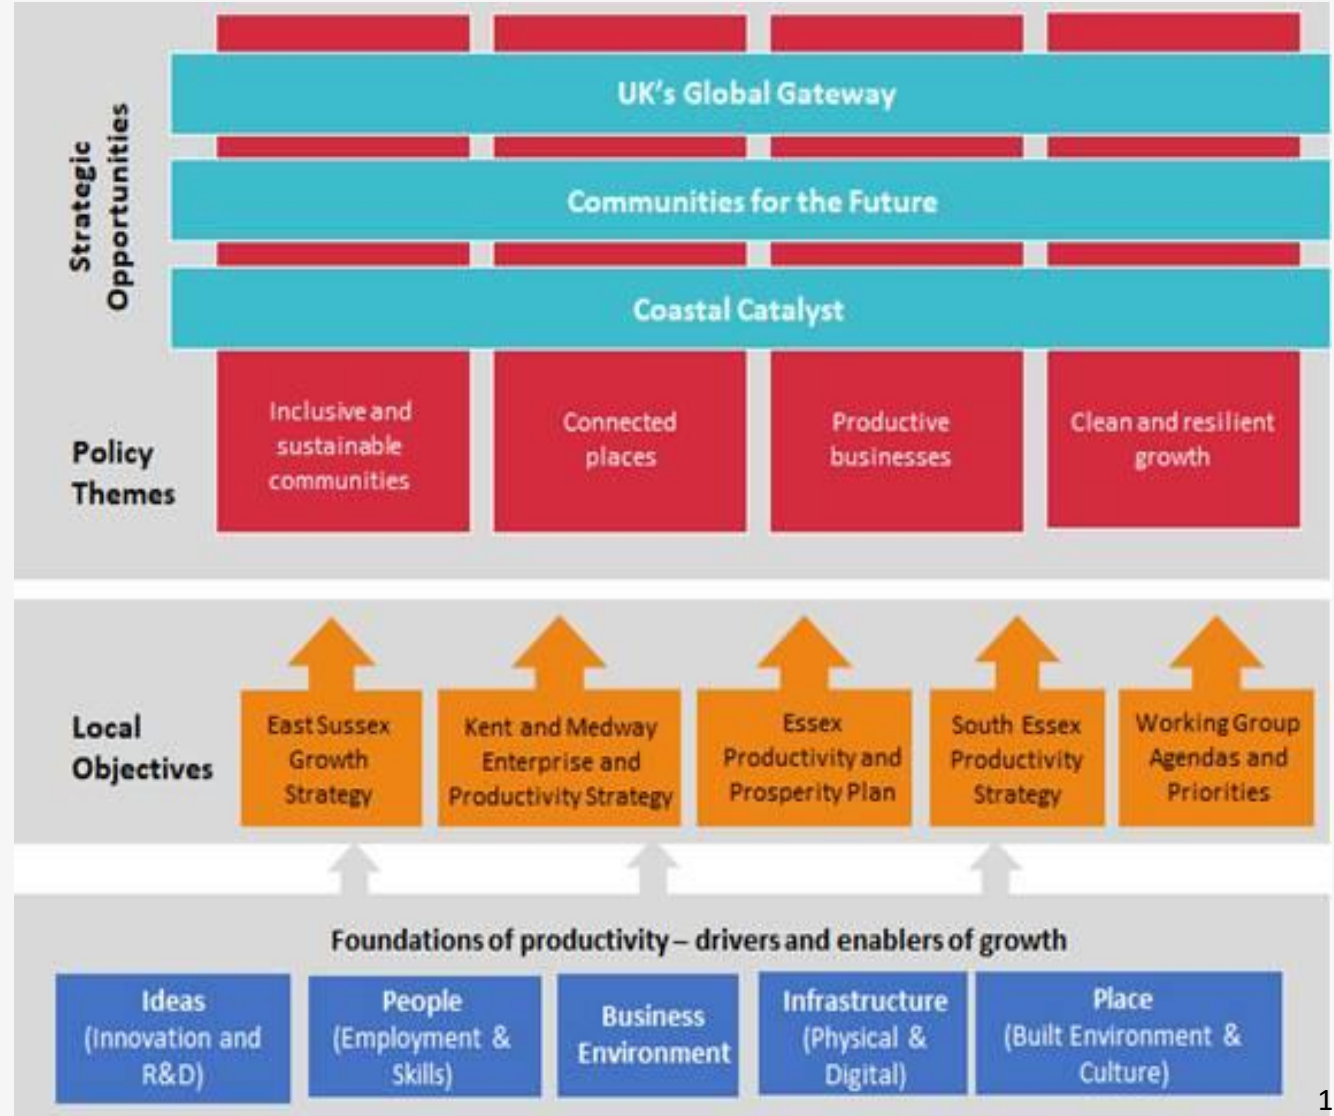 Strategic
Opportunities
UK's Global Gateway
Communities for the Future
Coastal Catalyst
Policy
Themes
Inclusive and
sustainable
communities
Connected
places
Productive
businesses
Clean and resilient
growth
Local
Objectives
East Sussex
Growth
Strategy
Kent and Medway
Enterprise and
Productivity Strategy
Essex
Productivity and
Prosperity Plan
South Essex
Productivity
Strategy
Working Group
Agendas and
Priorities
Foundations of productivity – drivers and enablers of growth
Ideas
(Innovation and
R&D)
People
(Employment &
Skills)
Business
Environment
Infrastructure
(Physical &
Digital)
Place
(Built Environment &
Culture)
1